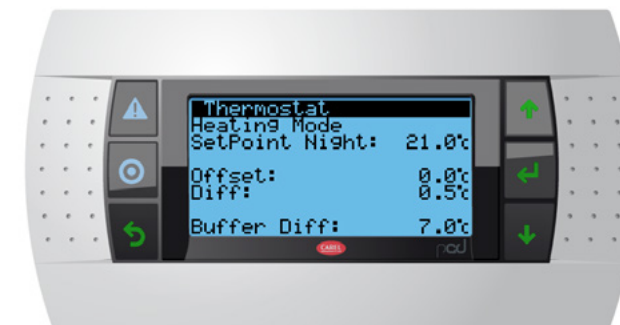 Thermostat
Heating Mode
SetPoint Night: 21.0°c
Offset: 0.0°c
Diff: 0.5°c
Buffer Diff: 7.0°c
CAREL
pGD